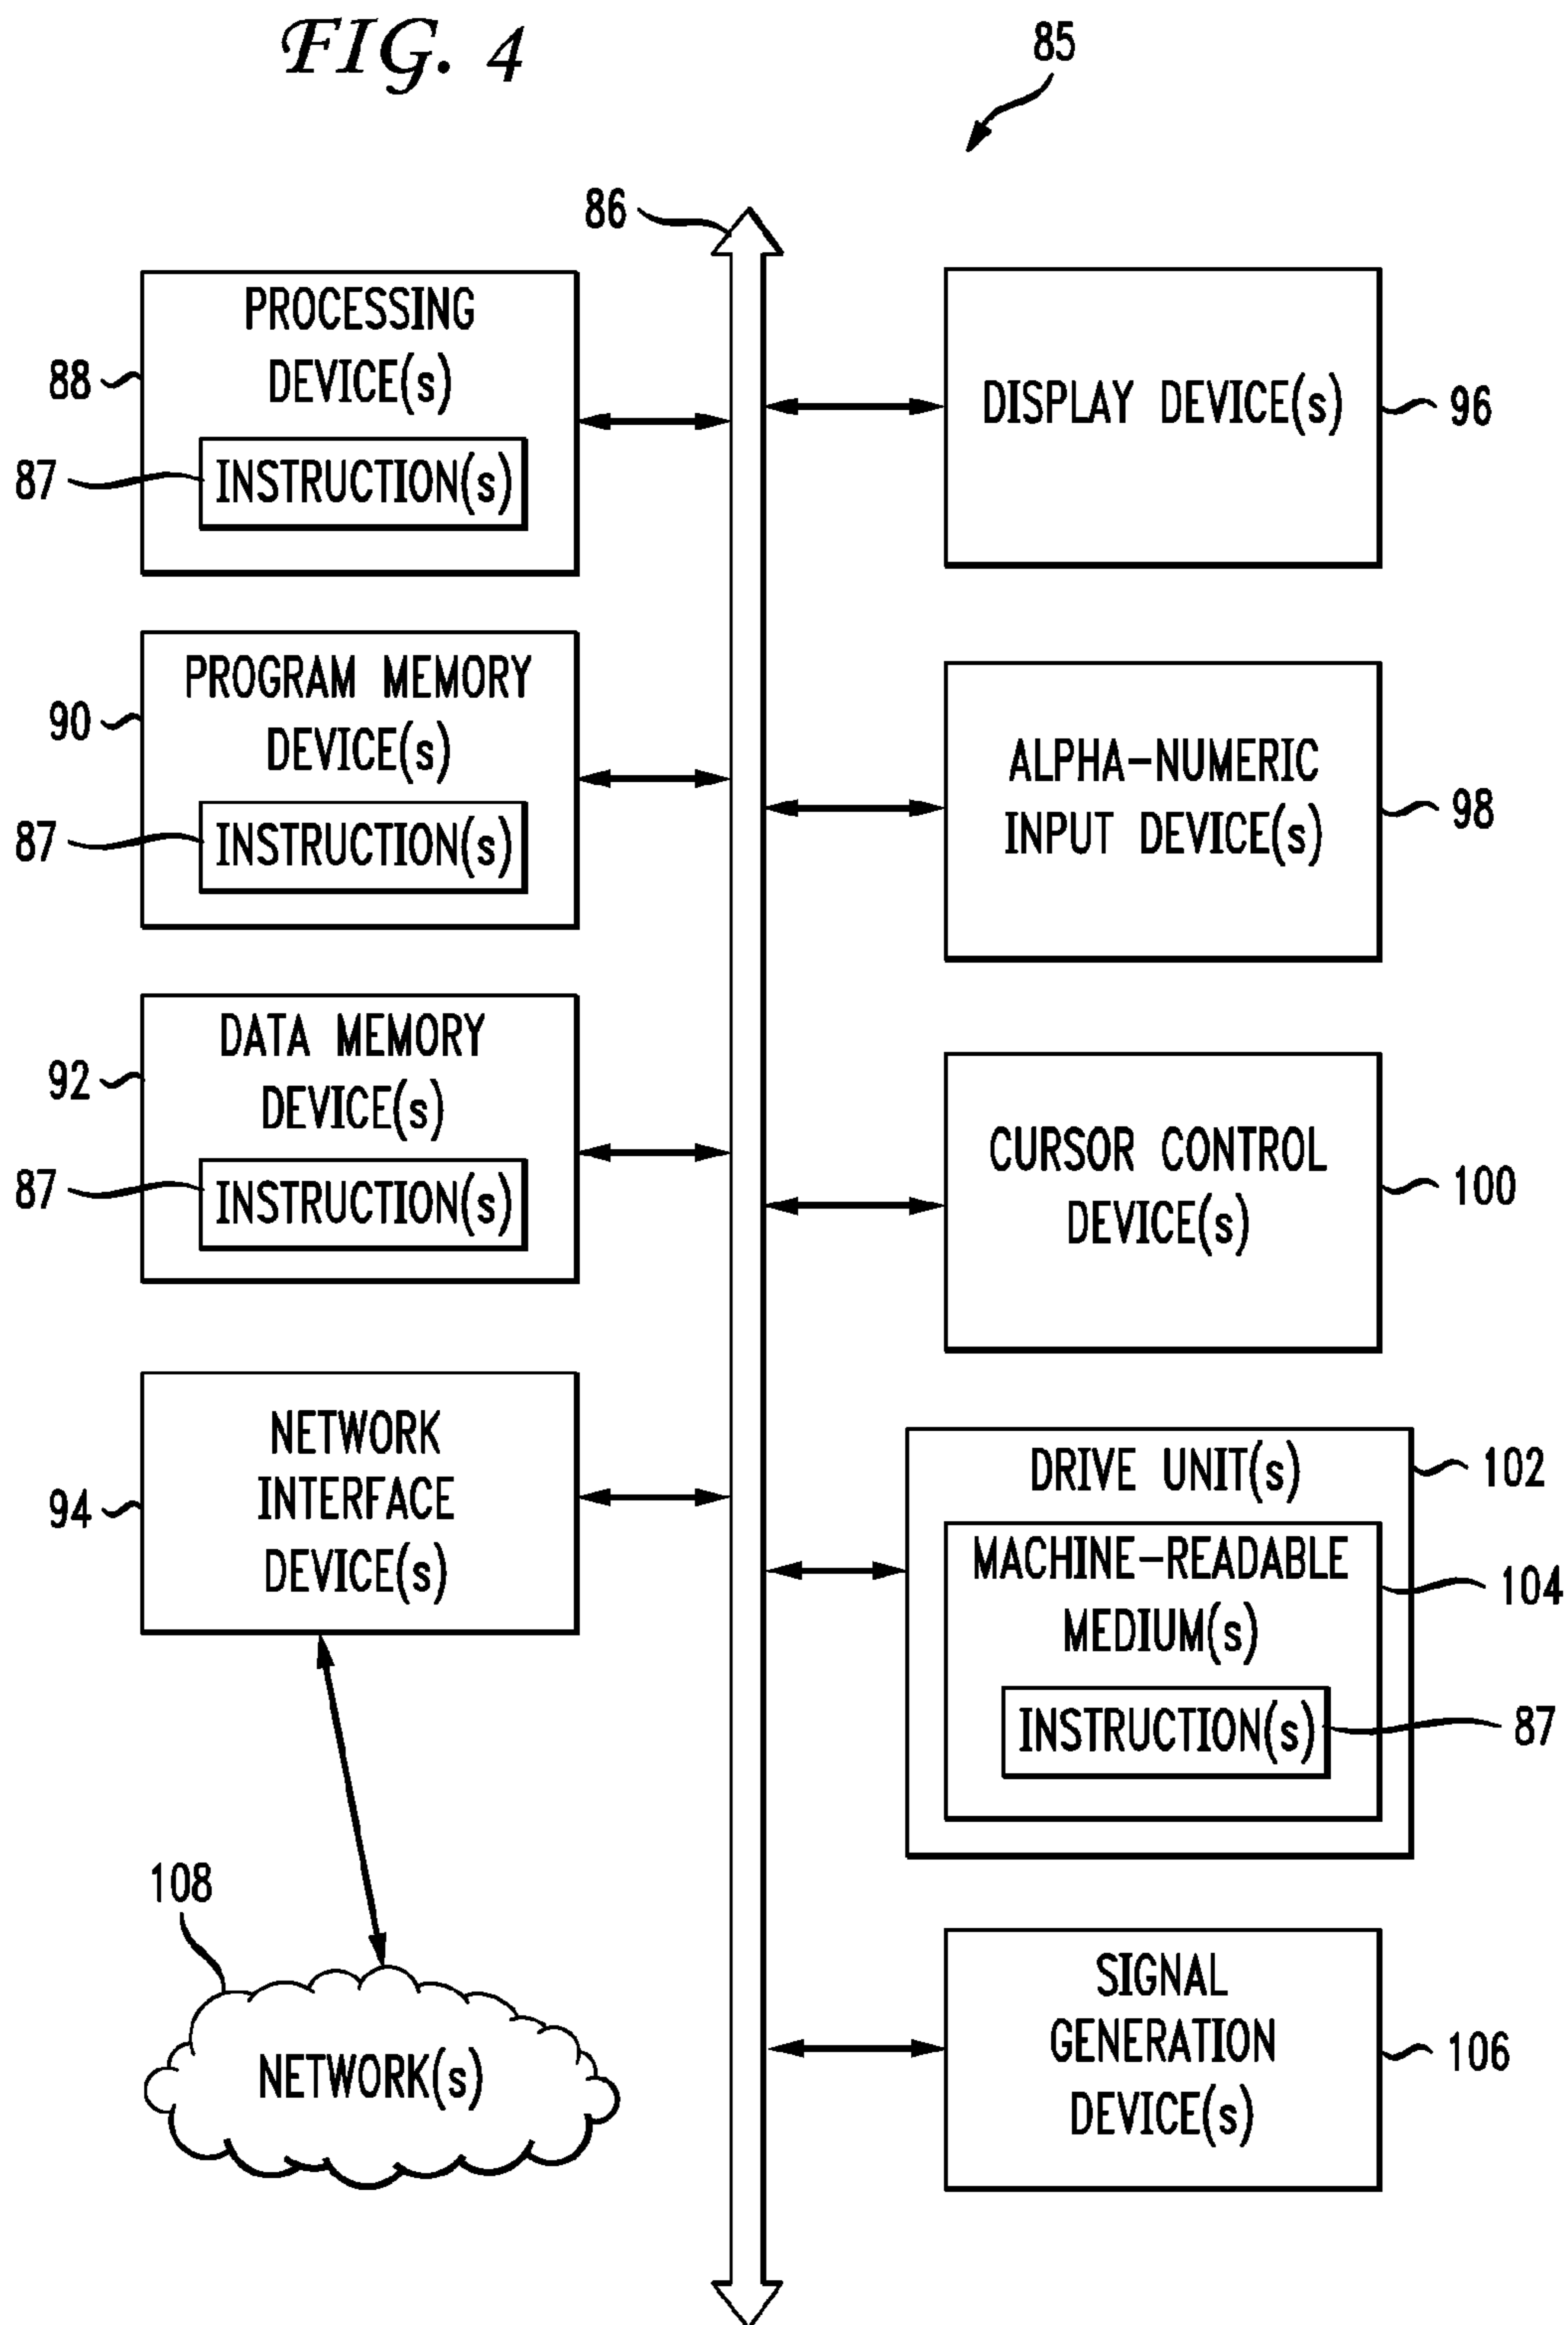 FIG. 4
85
86
PROCESSING
DEVICE(s)
88
87
INSTRUCTION(s)
PROGRAM MEMORY
DEVICE(s)
90
87
INSTRUCTION(s)
DATA MEMORY
DEVICE(s)
92
87
INSTRUCTION(s)
NETWORK
INTERFACE
DEVICE(s)
94
108
NETWORK(s)
DISPLAY DEVICE(s)
96
ALPHA-NUMERIC
INPUT DEVICE(s)
98
CURSOR CONTROL
DEVICE(s)
100
DRIVE UNIT(s)
102
MACHINE-READABLE
MEDIUM(s)
104
INSTRUCTION(s)
87
SIGNAL
GENERATION
DEVICE(s)
106